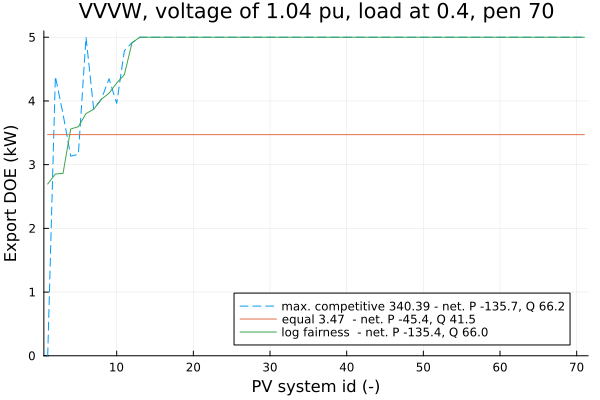 VVVW, voltage of 1.04 pu, load at 0.4, pen 70
Export DOE (kW)
5
4
3
2
1
0
max. competitive 340.39 - net. P -135.7, Q 66.2
equal 3.47 - net. P -45.4, Q 41.5
log fairness - net. P -135.4, Q 66.0
10 20 30 40 50 60 70
PV system id (-)